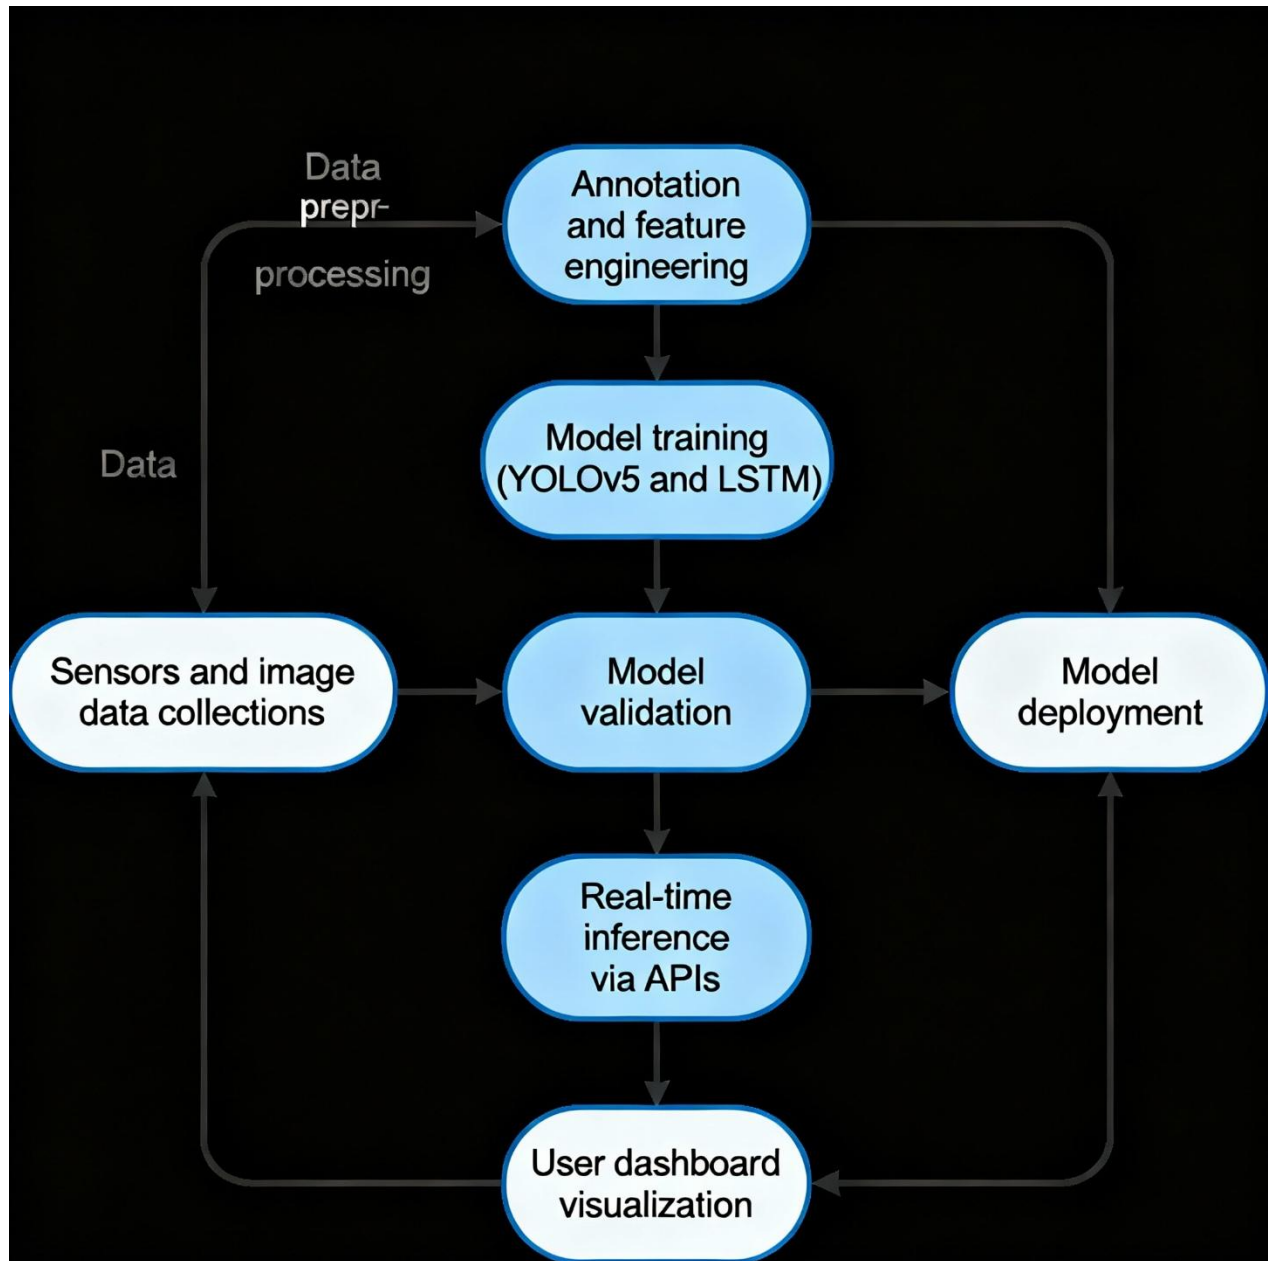 Data
prepr-
processing
Annotation
and feature
engineering
Model training
(YOLOv5 and LSTM)
Data
Sensors and image
data collections
Model
validation
Model
deployment
Real-time
inference
via APIs
User dashboard
visualization